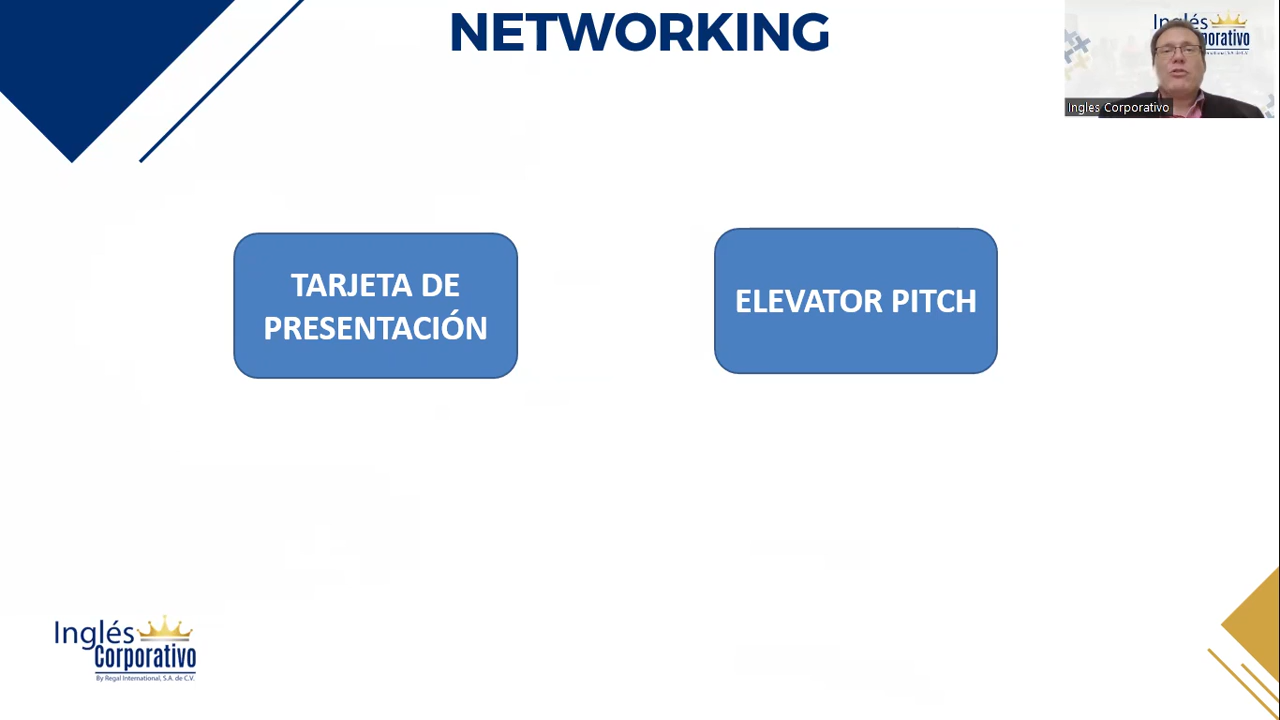 NETWORKING
Inglés
Corporativo
Ingles Corporativo
TARJETA DE
PRESENTACIÓN
ELEVATOR PITCH
Inglés
Corporativo
By Regal International, S.A. de C.V.